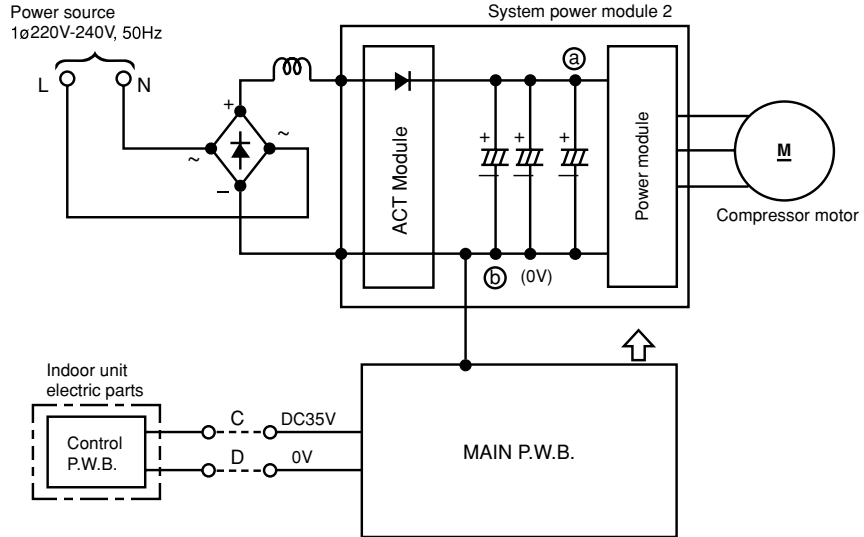 Power source
1ø220V-240V, 50Hz
L
N
System power module 2
+
~
~
–
ACT Module
ⓐ
+
+
+
Power module
M
Compressor motor
ⓑ
(0V)
Indoor unit
electric parts
Control
P.W.B.
C
DC35V
D
0V
MAIN P.W.B.